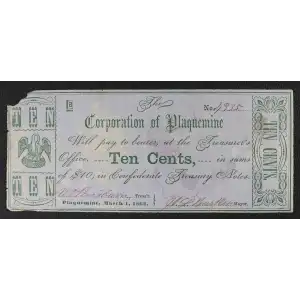 The
No 4935
Corporation of Plaquemine
Will pay to bearer, at the Treasurer's
Office, Ten Cents, in sums
of $10, in Confederate Treasury Notes.
Treas'r
Plaquemine, March 1, 1862.
Mayor
TEN
TEN
TEN CENTS